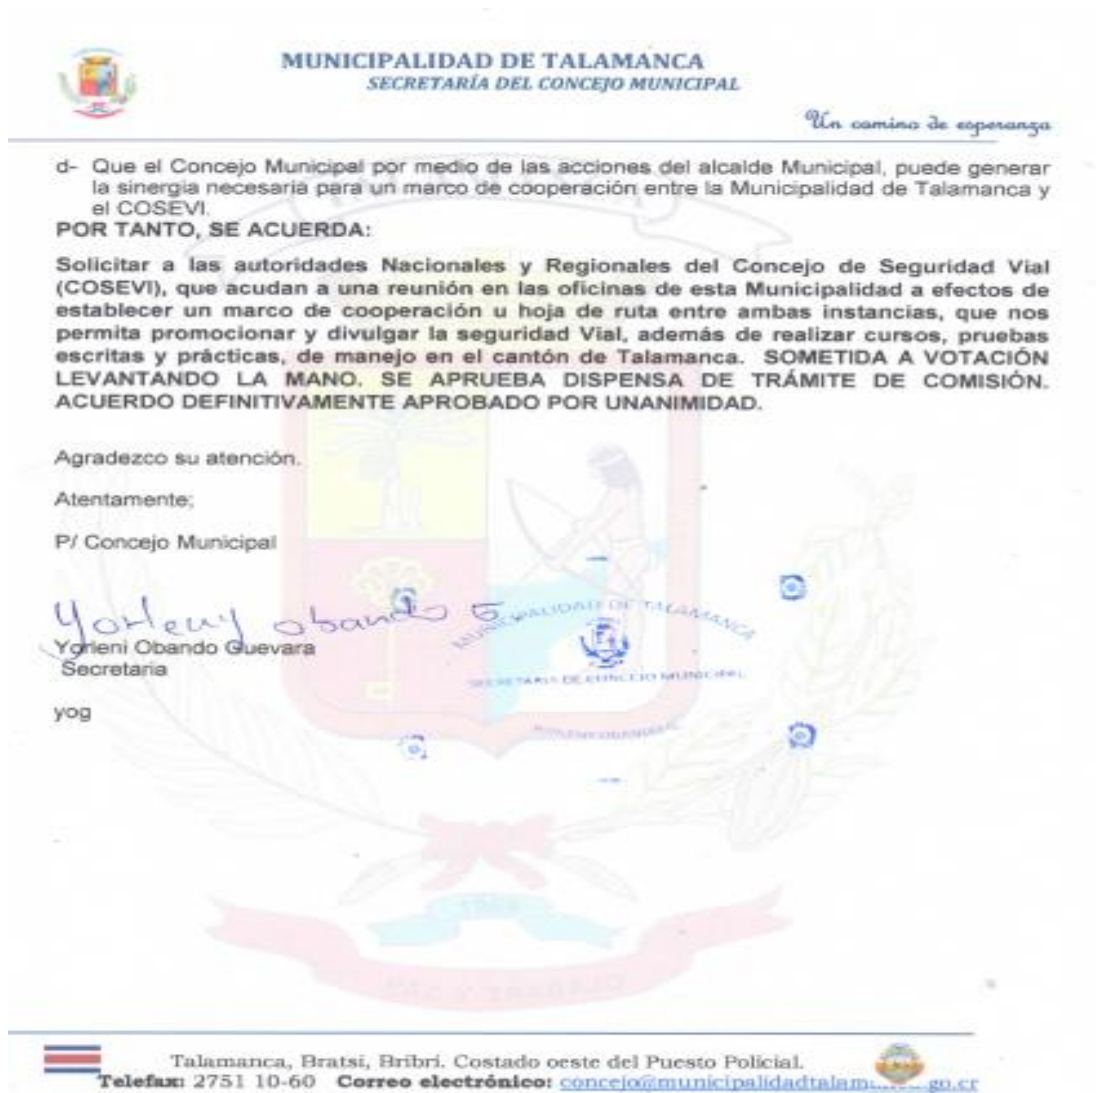 MUNICIPALIDAD DE TALAMANCA
SECRETARÍA DEL CONCEJO MUNICIPAL
Un camino de esperanza
d- Que el Concejo Municipal por medio de las acciones del alcalde Municipal, puede generar
la sinergia necesaria para un marco de cooperación entre la Municipalidad de Talamanca y
el COSEVI.
POR TANTO, SE ACUERDA:
Solicitar a las autoridades Nacionales y Regionales del Concejo de Seguridad Vial
(COSEVI), que acudan a una reunión en las oficinas de esta Municipalidad a efectos de
establecer un marco de cooperación u hoja de ruta entre ambas instancias, que nos
permita promocionar y divulgar la seguridad Vial, además de realizar cursos, pruebas
escritas y prácticas, de manejo en el cantón de Talamanca. SOMETIDA A VOTACIÓN
LEVANTANDO LA MANO. SE APRUEBA DISPENSA DE TRÁMITE DE COMISIÓN.
ACUERDO DEFINITIVAMENTE APROBADO POR UNANIMIDAD.
Agradezco su atención.
Atentamente;
P/ Concejo Municipal
Yorleny Obando G
MUNICIPALIDAD DE TALAMANCA
SECRETARIA DE CONCEJO MUNICIPAL
Yorleni Obando Guevara
Secretaria
yog
Talamanca, Bratsi, Bribri. Costado oeste del Puesto Policial.
Telefax: 2751 10-60 Correo electrónico: concejo@municipalidadtalam go.cr